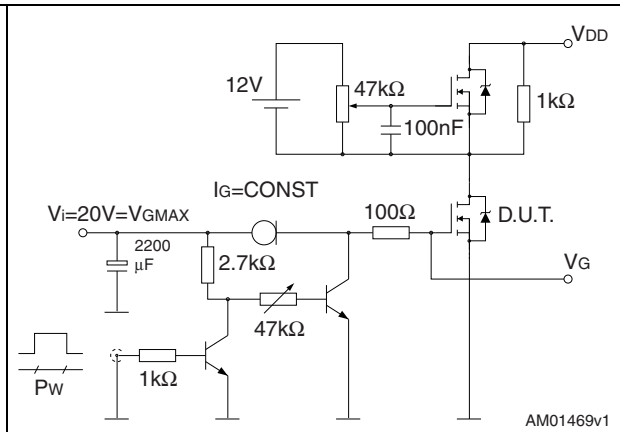 VDD
12V
47kΩ
1kΩ
100nF
IG=CONST
Vi=20V=VGMAX
100Ω
D.U.T.
2200
μF
2.7kΩ
VG
47kΩ
1kΩ
PW
AM01469v1